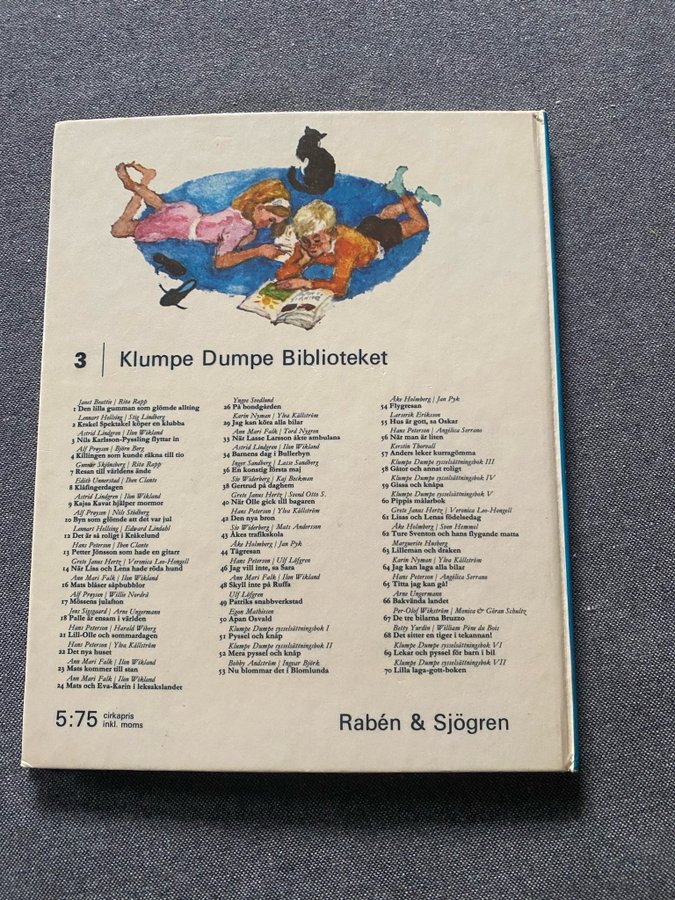 3 Klumpe Dumpe Biblioteket
Janet Beattie / Rita Rapp
1 Den lilla gumman som glömde allting
Lennart Hellsing / Stig Lindberg
2 Krakel Spektakel köper en klubba
Astrid Lindgren / Ilon Wikland
3 Nils Karlsson-Pyssling flyttar in
Alf Prøysen / Björn Berg
4 Killingen som kunde räkna till tio
Gunnär Skjönsberg / Rita Rapp
7 Resan till världens ände
Edith Unnerstad / Iben Clante
8 Klåfingerdagen
Astrid Lindgren / Ilon Wikland
9 Kajsa Kavat hjälper mormor
Alf Prøysen / Nils Stödberg
10 Byn som glömde att det var jul
Lennart Hellsing / Edward Lindahl
12 Det är så roligt i Kråkelund
Hans Peterson / Iben Clante
13 Petter Jönsson som hade en gitarr
Grete Janus Hertz / Veronica Leo-Hongell
14 När Liss och Lena hade röda hund
Ann Mari Falk / Ilon Wikland
16 Mats blåser såpbubblor
Alf Prøysen / Willie Nordrå
17 Mössens julafton
Jens Sigsgaard / Arne Ungermann
18 Palle är ensam i världen
Hans Peterson / Harald Wiberg
21 Lill-Olle och sommardagen
Hans Peterson / Ylva Källström
22 Det nya huset
Ann Mari Falk / Ilon Wikland
23 Mats kommer till stan
Ann Mari Falk / Ilon Wikland
24 Mats och Eva-Karin i leksakslandet
Yngve Svedlund
26 På bondgården
Karin Nyman / Ylva Källström
29 Jag kan köra alla bilar
Ann Mari Falk / Tord Nygren
33 När Lasse Larsson åkte ambulans
Astrid Lindgren / Ilon Wikland
34 Barnens dag i Bullerbyn
Inger Sandberg / Lasse Sandberg
36 En konstig första maj
Siv Widerberg / Kaj Beckman
38 Gertrud på daghem
Grete Janus Hertz / Svend Otto S.
40 När Olle gick till bagaren
Hans Peterson / Ylva Källström
42 Den nya bron
Siv Widerberg / Mats Andersson
43 Åkes trafikskola
Åke Holmberg / Jan Pyk
44 Tågresan
Hans Peterson / Ulf Löfgren
46 Jag vill inte, sa Sara
Ann Mari Falk / Ilon Wikland
48 Skyll inte på Ruffa
Ulf Löfgren
49 Patriks snabbverkstad
Egon Mathiesen
50 Apan Osvald
Klumpe Dumpe sysselsättningsbok I
51 Pyssel och knåp
Klumpe Dumpe sysselsättningsbok II
52 Mera pyssel och knåp
Bobby Andström / Ingvar Björk
53 Nu blommar det i Blomlunda
Åke Holmberg / Jan Pyk
54 Flygresan
Larserik Eriksson
55 Hus är gott, sa Oskar
Hans Peterson / Angélica Serrano
56 När man är liten
Kerstin Thorvall
57 Anders leker kurragömma
Klumpe Dumpe sysselsättningsbok III
58 Gåtor och annat roligt
Klumpe Dumpe sysselsättningsbok IV
59 Gissa och knåpa
Klumpe Dumpe sysselsättningsbok V
60 Pippis målarbok
Grete Janus Hertz / Veronica Leo-Hongell
61 Lisas och Lenas födelsedag
Åke Holmberg / Sven Hemmel
62 Ture Sventon och hans flygande matta
Marguerite Husberg
63 Lilleman och draken
Karin Nyman / Ylva Källström
64 Jag kan laga alla bilar
Hans Peterson / Angélica Serrano
65 Titta jag kan gå!
Arne Ungermann
66 Bakvända landet
Per-Olof Wikström / Monica & Göran Schultz
67 De tre bilarna Bruzzo
Betty Yurdin / William Pène du Bois
68 Det sitter en tiger i tekannan!
Klumpe Dumpe sysselsättningsbok VI
69 Lekar och pyssel för barn i bil
Klumpe Dumpe sysselsättningsbok VII
70 Lilla laga-gott-boken
5:75 cirkapris
inkl. moms
Rabén & Sjögren